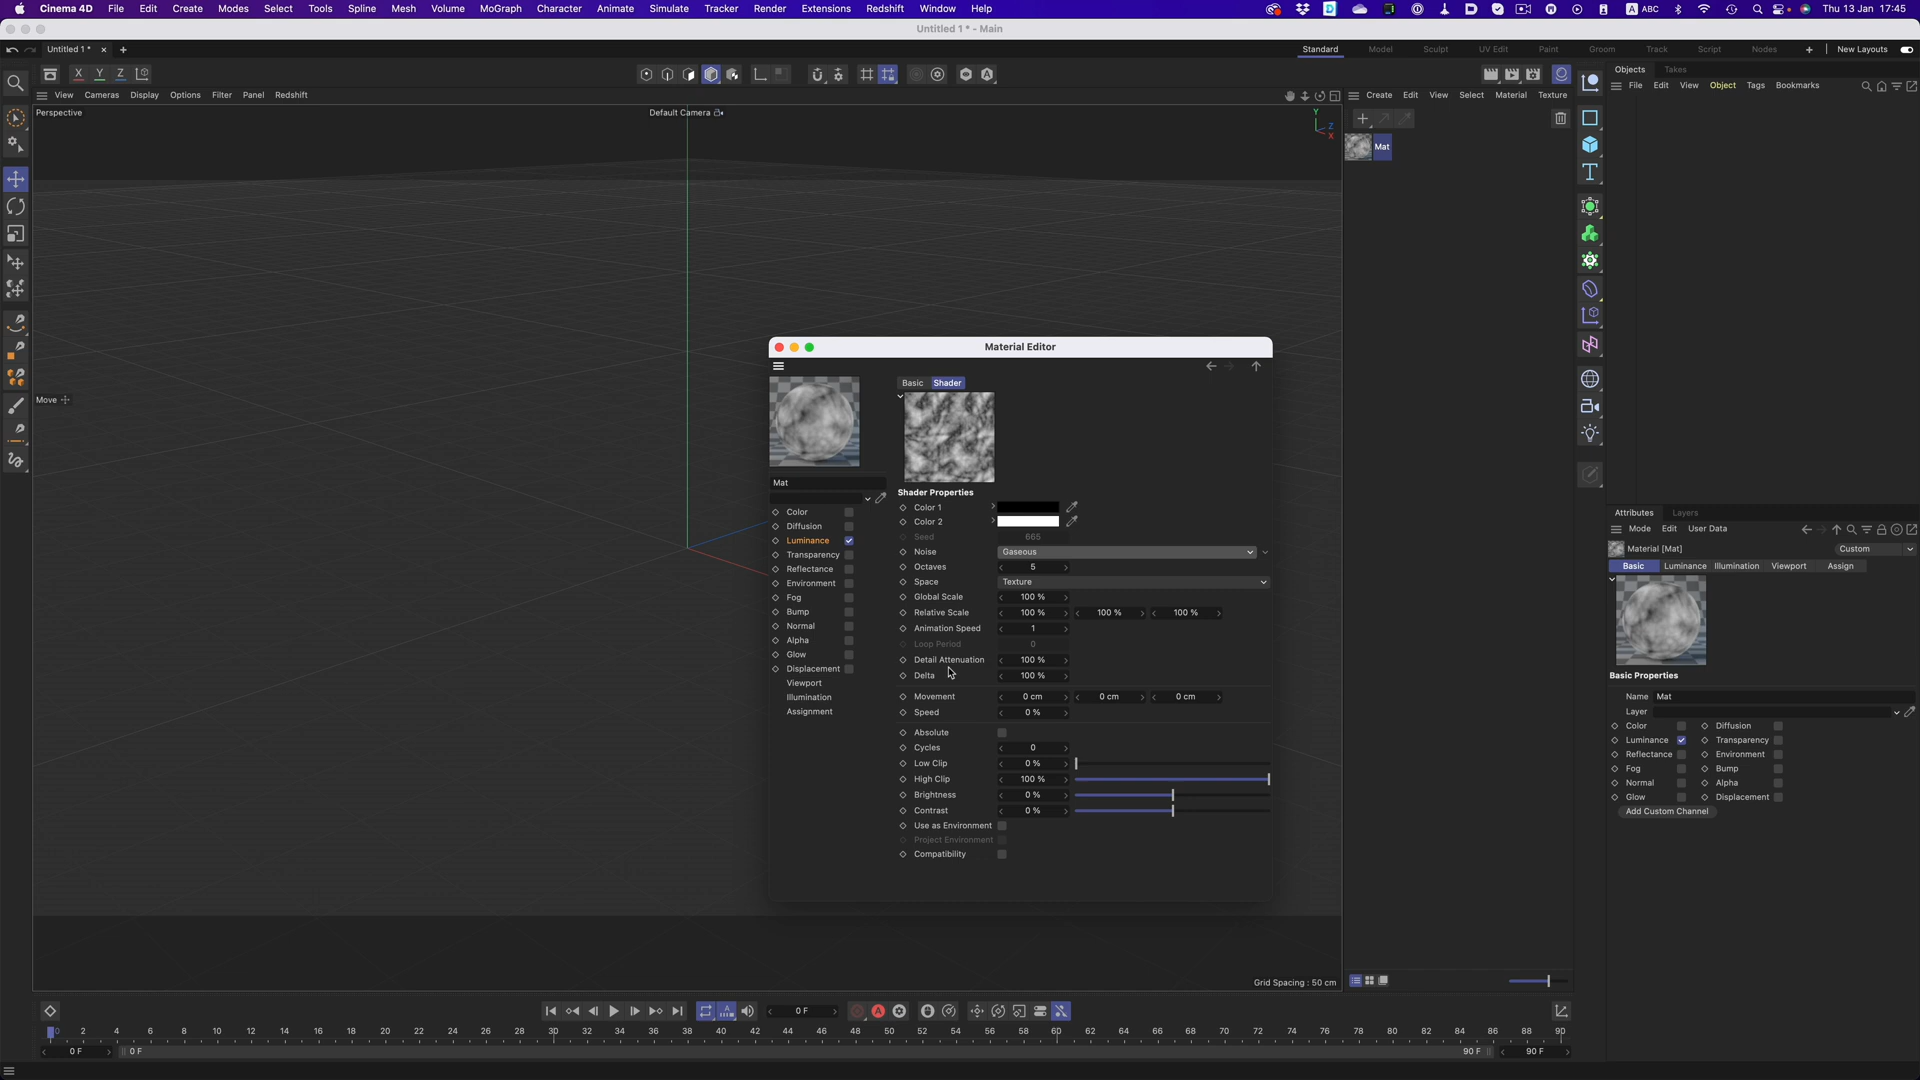 Cinema 4D File Edit Create Modes Select Tools Spline Mesh Volume MoGraph Character Animate Simulate Tracker Render Redshift Extensions Window Help
A ABC Thu 13 Jan 17:45
Untitled 1 * - Main
Untitled 1 *
Standard Model Sculpt UV Edit Paint Groom Track Script Nodes New Layouts
X Y Z
View Cameras Display Options Filter Panel Redshift
Create Edit View Select Material Texture
Objects Takes
File Edit View Object Tags Bookmarks
Perspective
Default Camera
Y
Z
X
Mat
Move
Material Editor
Basic Shader
Mat
Color
Diffusion
Luminance
Transparency
Reflectance
Environment
Fog
Bump
Normal
Alpha
Glow
Displacement
Viewport
Illumination
Assignment
Shader Properties
Color 1
Color 2
Seed 665
Noise Gaseous
Octaves 5
Space Texture
Global Scale 100 %
Relative Scale 100 % 100 % 100 %
Animation Speed 1
Loop Period 0
Detail Attenuation 100 %
Delta 100 %
Movement 0 cm 0 cm 0 cm
Speed 0 %
Absolute
Cycles 0
Low Clip 0 %
High Clip 100 %
Brightness 0 %
Contrast 0 %
Use as Environment
Project Environment
Compatibility
Attributes Layers
Mode Edit User Data
Material [Mat] Custom
Basic Luminance Illumination Viewport Assign
Basic Properties
Name Mat
Layer
Color Diffusion
Luminance Transparency
Reflectance Environment
Fog Bump
Normal Alpha
Glow Displacement
Add Custom Channel
Grid Spacing : 50 cm
0 F
0 2 4 6 8 10 12 14 16 18 20 22 24 26 28 30 32 34 36 38 40 42 44 46 48 50 52 54 56 58 60 62 64 66 68 70 72 74 76 78 80 82 84 86 88 90
0 F 0 F 90 F 90 F